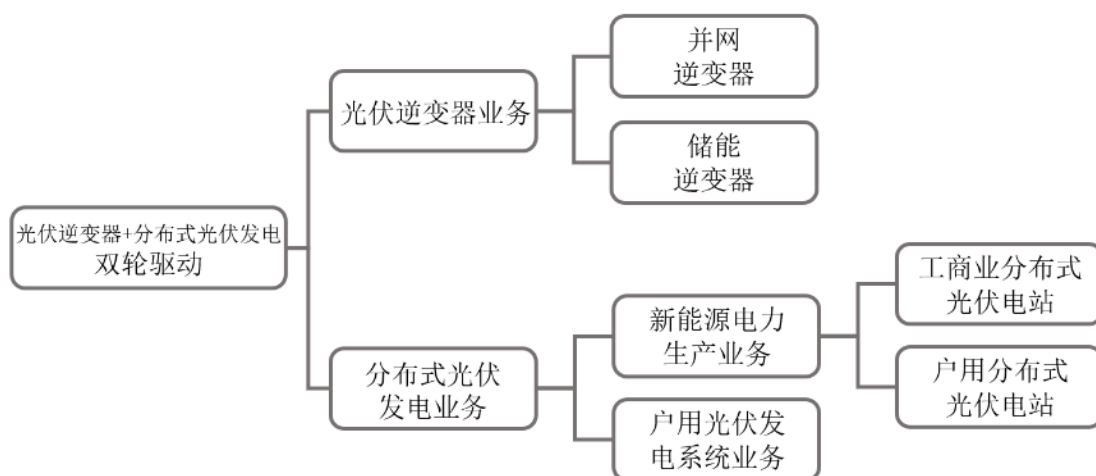 光伏逆变器+分布式光伏发电
双轮驱动
光伏逆变器业务
并网
逆变器
储能
逆变器
分布式光伏
发电业务
新能源电力
生产业务
工商业分布式
光伏电站
户用分布式
光伏电站
户用光伏发
电系统业务